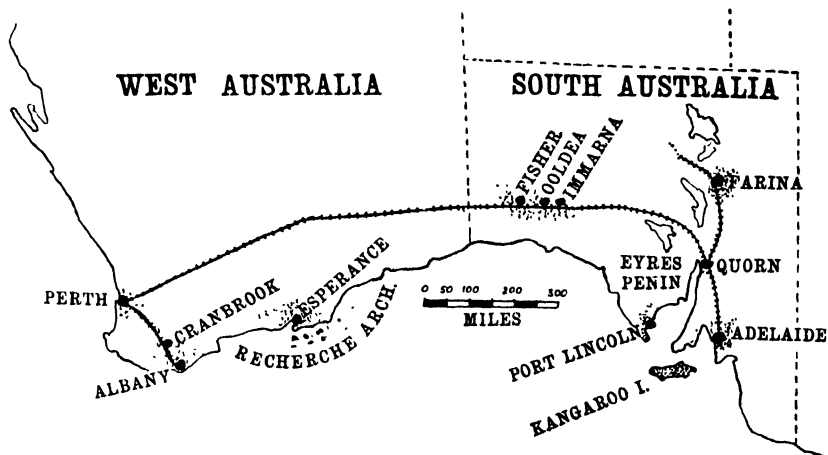 WEST AUSTRALIA
SOUTH AUSTRALIA
FISHER
OOLDEA
IMMARNA
FARINA
PERTH
CRANBROOK
ESPERANCE
EYRES
PENIN
QUORN
0 50 100 200 300
MILES
RECHERCHE ARCH.
ALBANY
PORT LINCOLN
ADELAIDE
KANGAROO I.